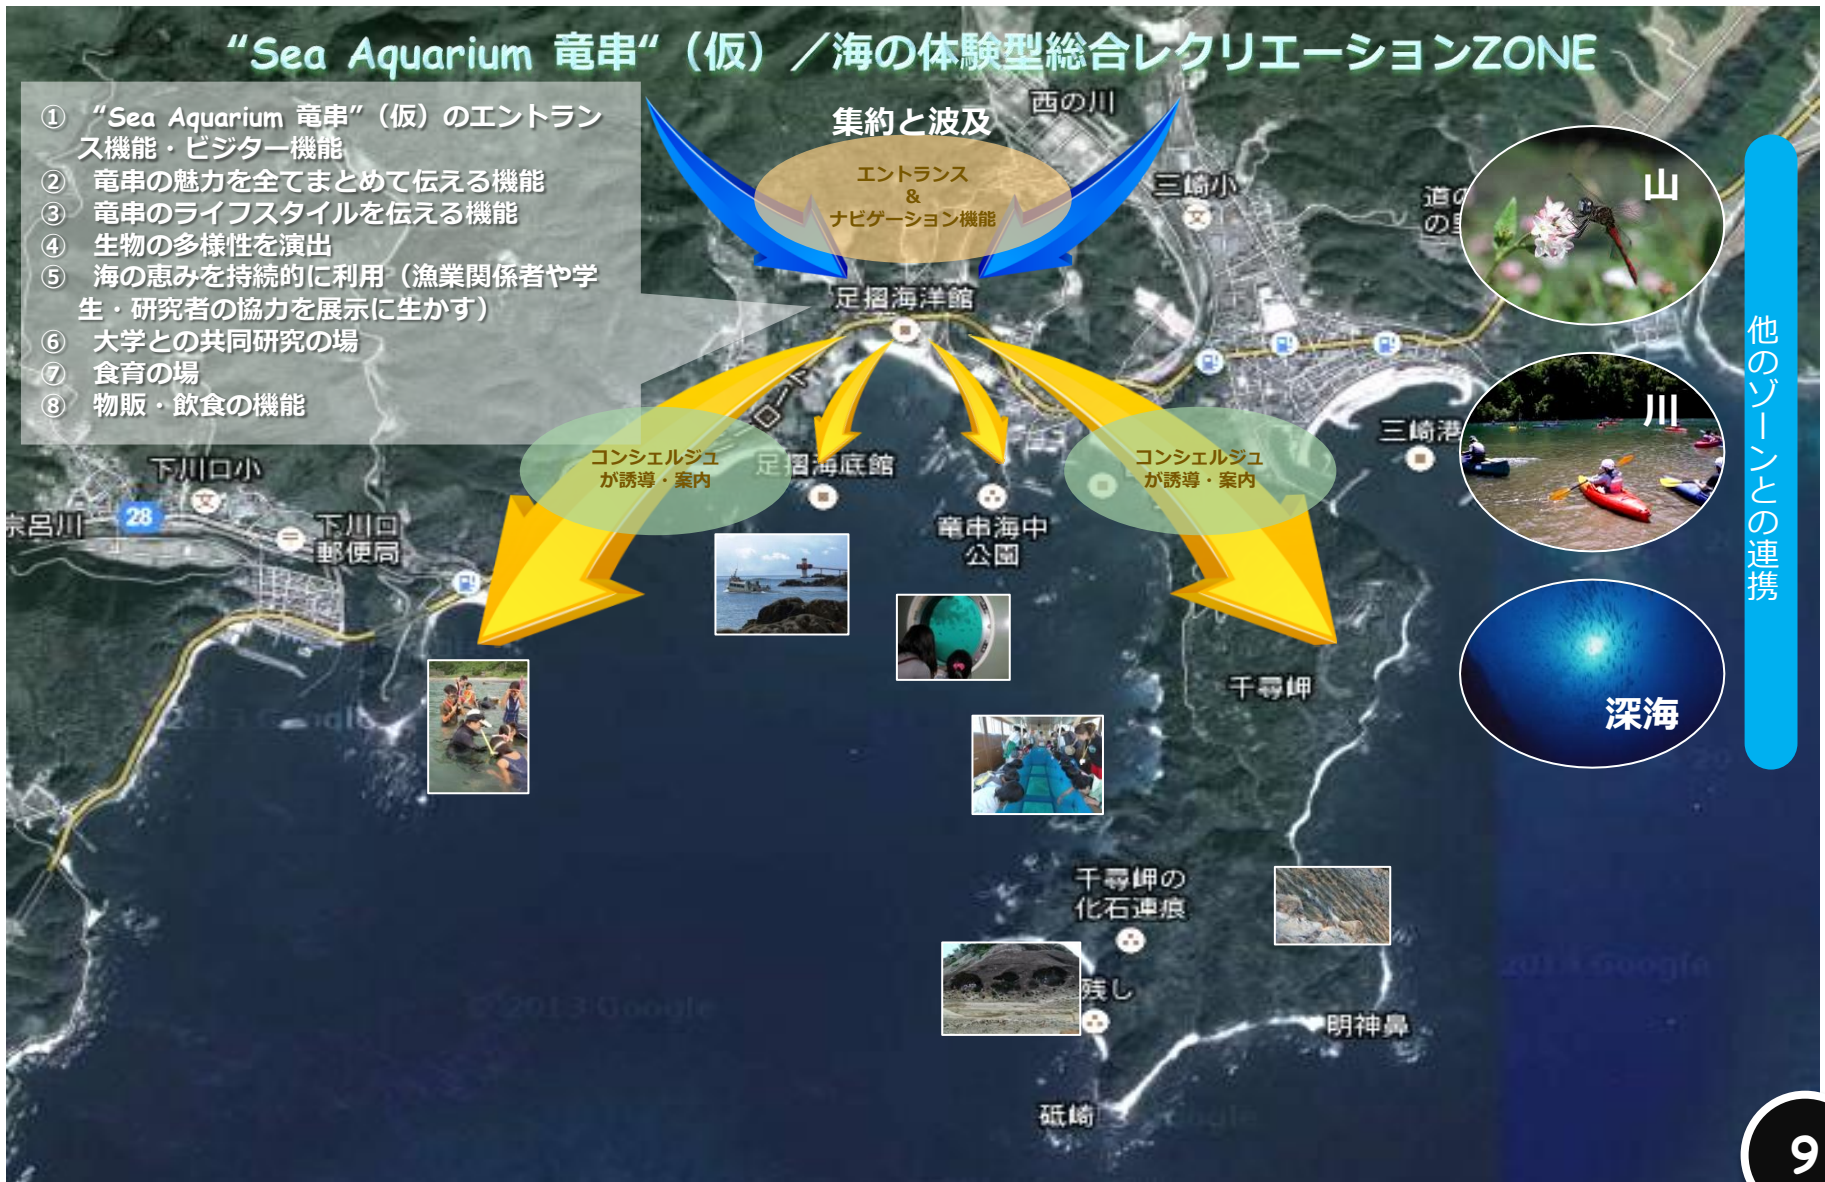 “Sea Aquarium 竜串“（仮）／海の体験型総合レクリエーションZONE
① “Sea Aquarium 竜串”（仮）のエントラン
ス機能・ビジター機能
② 竜串の魅力を全てまとめて伝える機能
③ 竜串のライフスタイルを伝える機能
④ 生物の多様性を演出
⑤ 海の恵みを持続的に利用（漁業関係者や学
生・研究者の協力を展示に生かす）
⑥ 大学との共同研究の場
⑦ 食育の場
⑧ 物販・飲食の機能
集約と波及
エントランス
&
ナビゲーション機能
西の川
三崎小
文
道の
足摺海洋館
コンシェルジュ
が誘導・案内
足摺海底館
竜串海中
公園
コンシェルジュ
が誘導・案内
三崎港
下川口小
文
28
宗呂川
下川口
郵便局
千尋岬
千尋岬の
化石漣痕
残し
明神鼻
砥崎
山
川
深海
他のゾーンとの連携
© 2013 Google
2013 Google
2013 Google
9